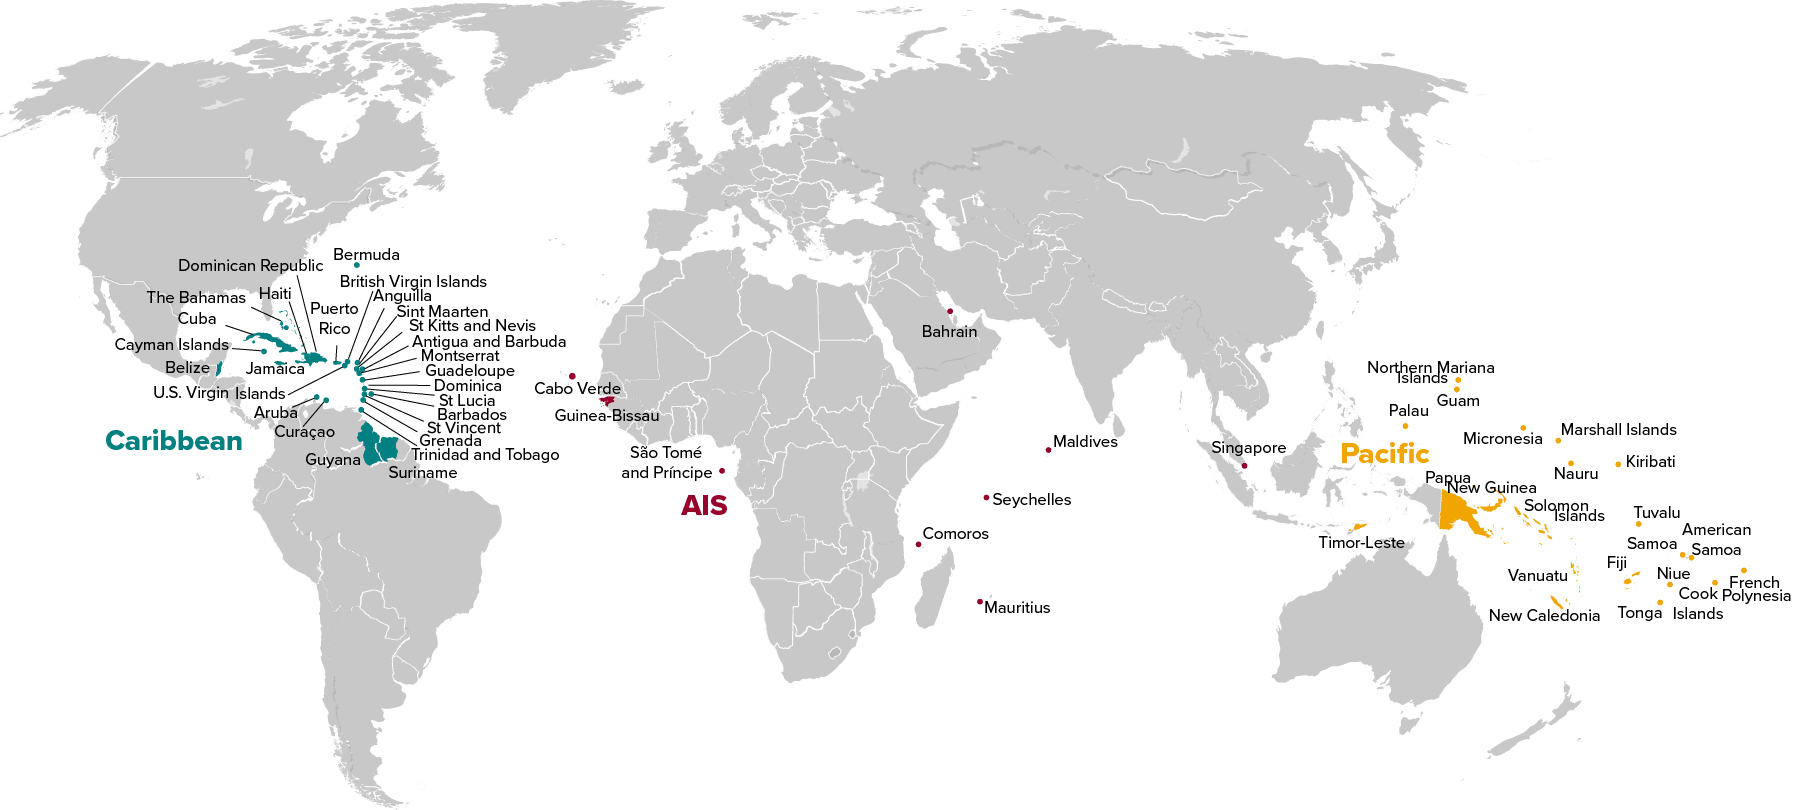 Bermuda
Dominican Republic
British Virgin Islands
Haiti
Anguilla
The Bahamas
Puerto
Rico
Sint Maarten
Cuba
St Kitts and Nevis
Antigua and Barbuda
Cayman Islands
Montserrat
Belize
Jamaica
Guadeloupe
Dominica
U.S. Virgin Islands
St Lucia
Aruba
Barbados
Curaçao
St Vincent
Grenada
Caribbean
Trinidad and Tobago
Guyana
Suriname
Bahrain
Cabo Verde
Guinea-Bissau
São Tomé
and Príncipe
AIS
Maldives
Seychelles
Comoros
Mauritius
Singapore
Northern Mariana
Islands
Guam
Palau
Micronesia
Marshall Islands
Pacific
Nauru
Kiribati
Papua
New Guinea
Solomon
Islands
Timor-Leste
Tuvalu
American
Samoa
Samoa
Fiji
Vanuatu
Niue
French
Polynesia
Cook
Islands
New Caledonia
Tonga